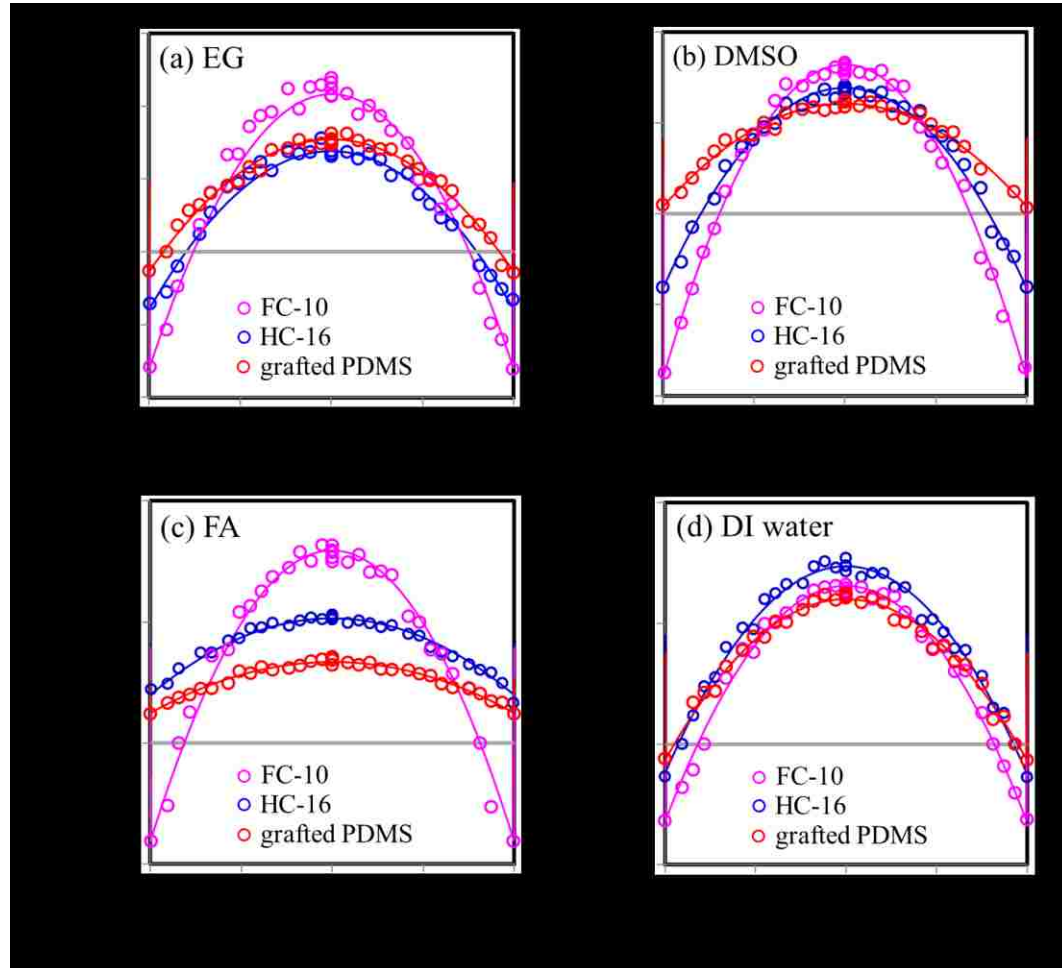 (a) EG
FC-10
HC-16
grafted PDMS
(b) DMSO
FC-10
HC-16
grafted PDMS
(c) FA
FC-10
HC-16
grafted PDMS
(d) DI water
FC-10
HC-16
grafted PDMS